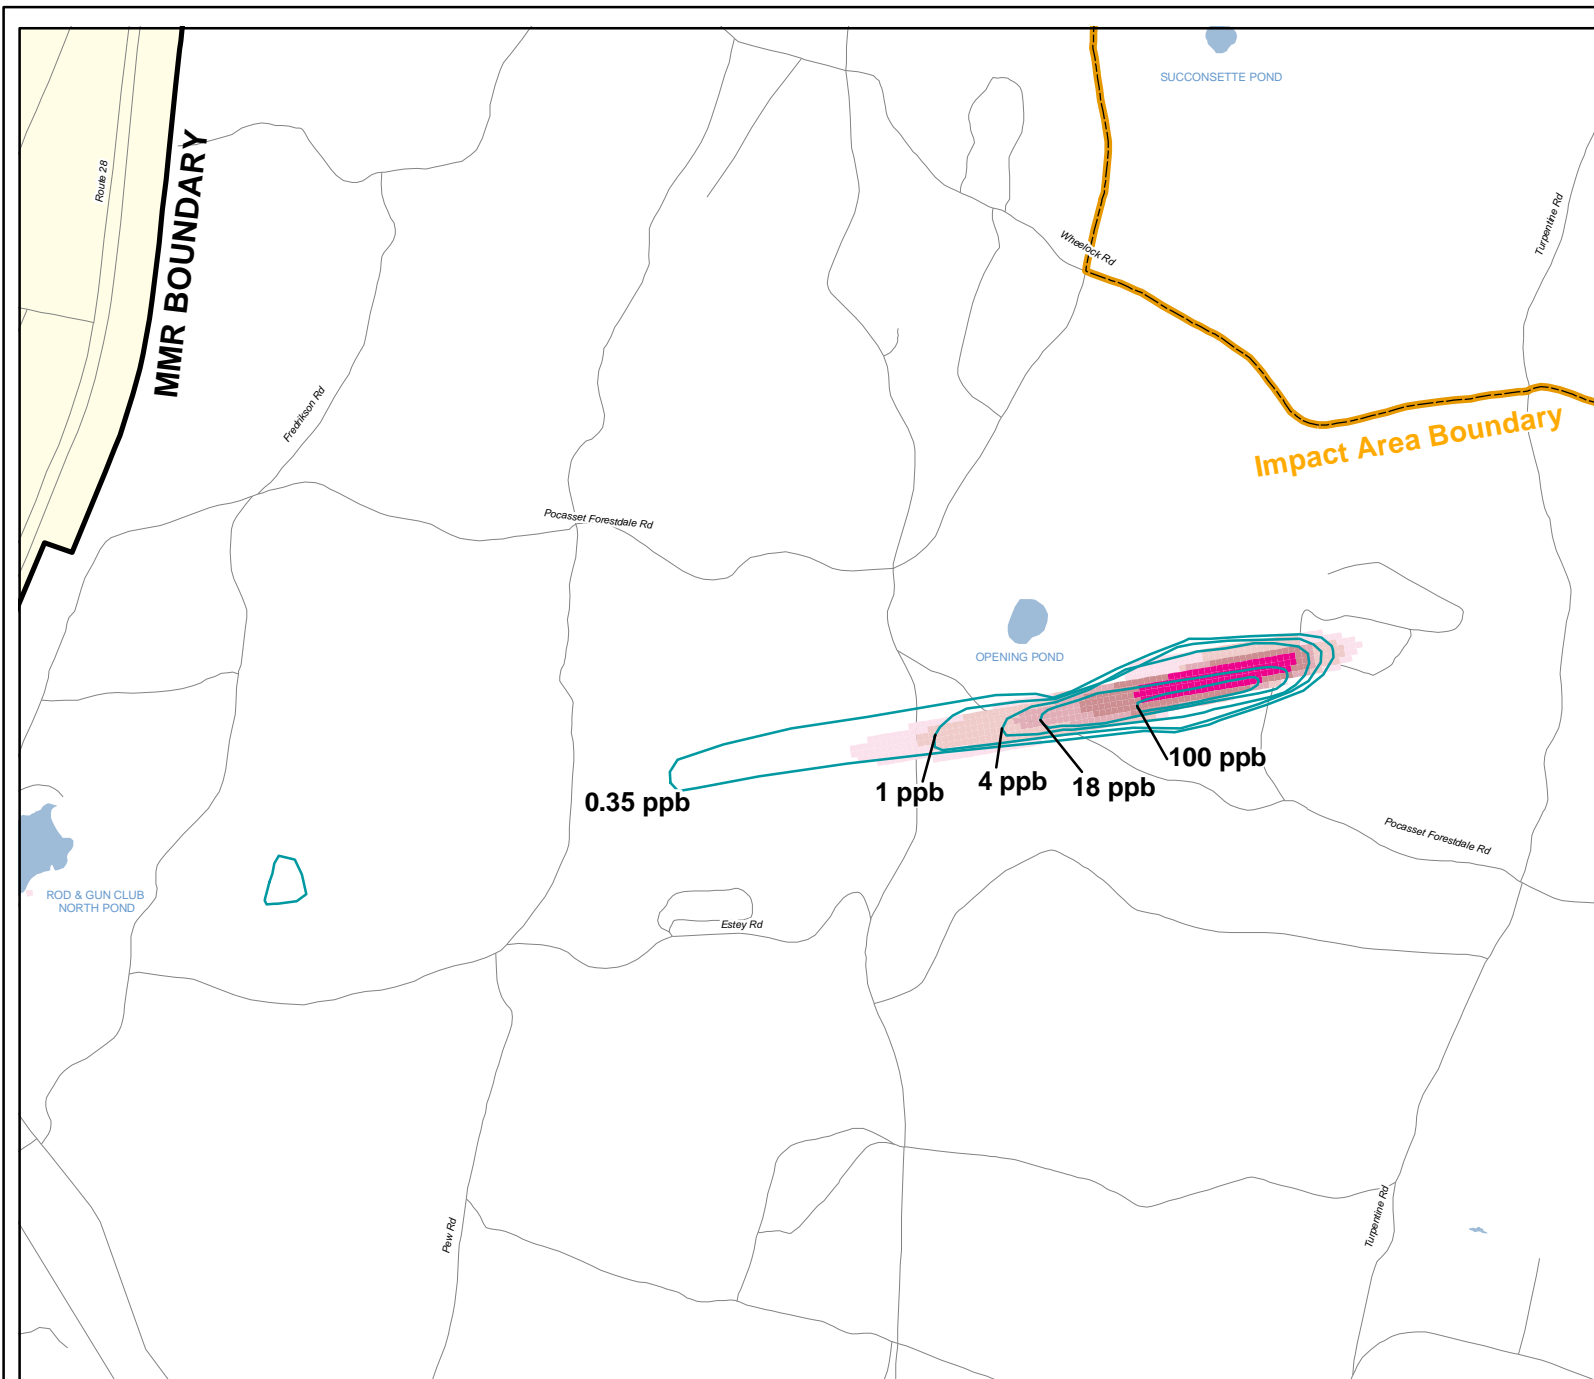 SUCCONSETTE POND
Route 28
MMR BOUNDARY
Turpentine Rd
Wheelock Rd
Fredrikson Rd
Impact Area Boundary
Pocasset Forestdale Rd
OPENING POND
100 ppb
4 ppb
18 ppb
1 ppb
0.35 ppb
Pocasset Forestdale Rd
ROD & GUN CLUB
NORTH POND
Estey Rd
Turpentine Rd
Pew Rd